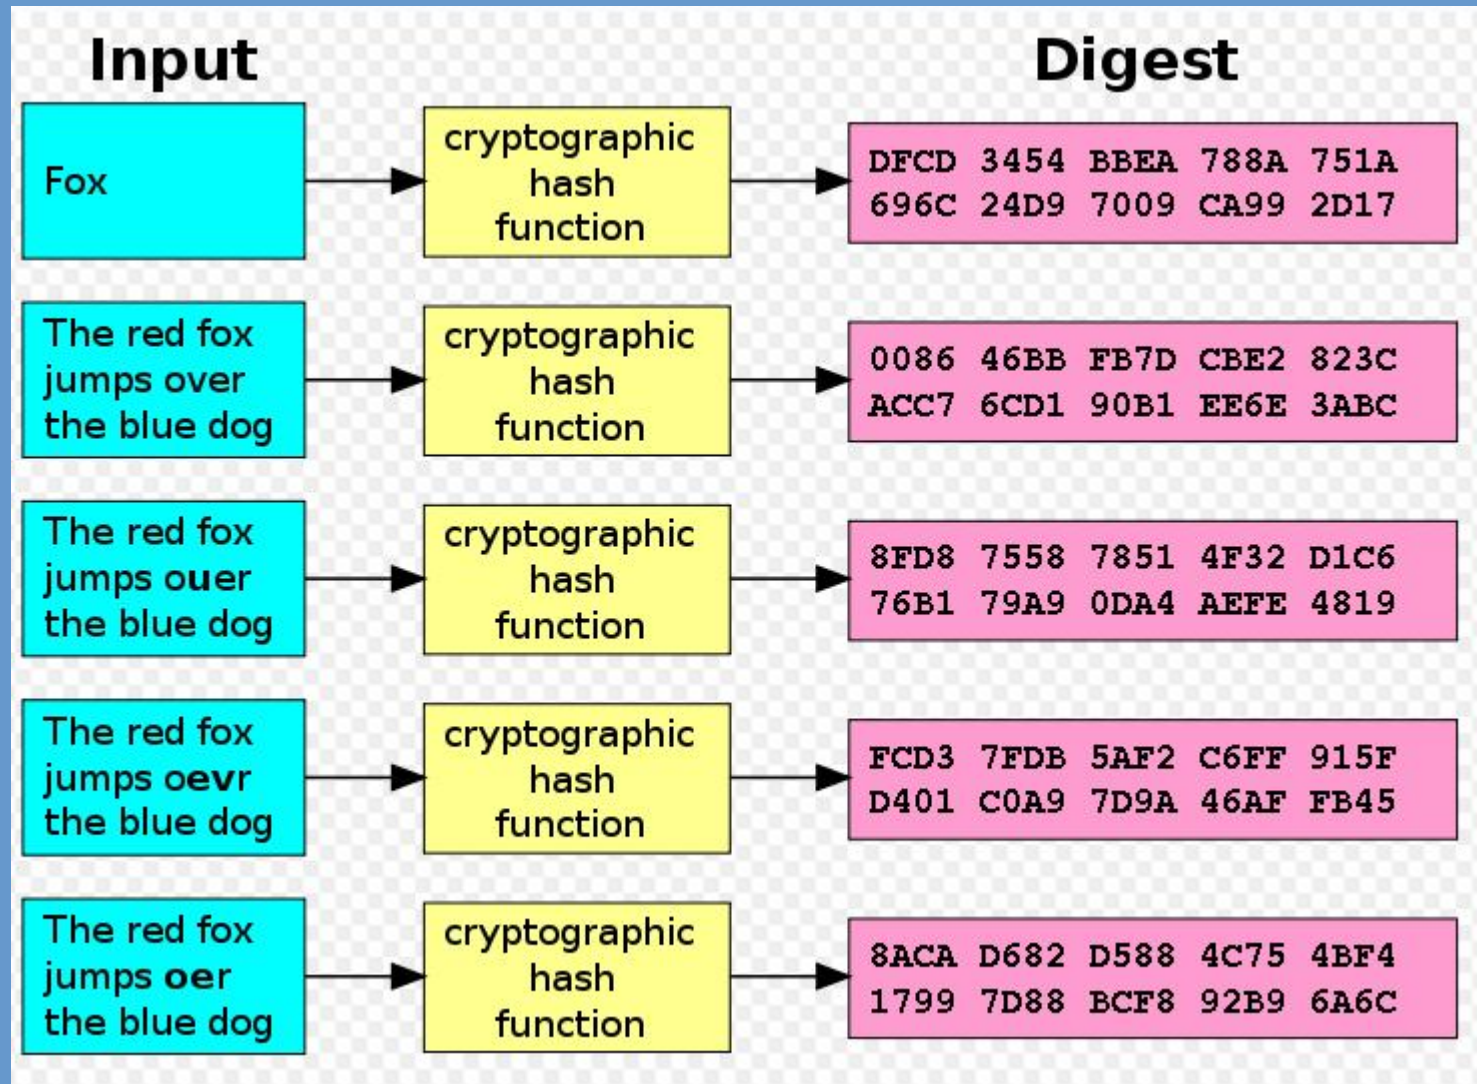 Input
Digest
Fox
cryptographic
hash
function
DFCD 3454 BBEA 788A 751A
696C 24D9 7009 CA99 2D17
The red fox
jumps over
the blue dog
cryptographic
hash
function
0086 46BB FB7D CBE2 823C
ACC7 6CD1 90B1 EE6E 3ABC
The red fox
jumps ouer
the blue dog
cryptographic
hash
function
8FD8 7558 7851 4F32 D1C6
76B1 79A9 0DA4 AEFE 4819
The red fox
jumps oevr
the blue dog
cryptographic
hash
function
FCD3 7FDB 5AF2 C6FF 915F
D401 C0A9 7D9A 46AF FB45
The red fox
jumps oer
the blue dog
cryptographic
hash
function
8ACA D682 D588 4C75 4BF4
1799 7D88 BCF8 92B9 6A6C